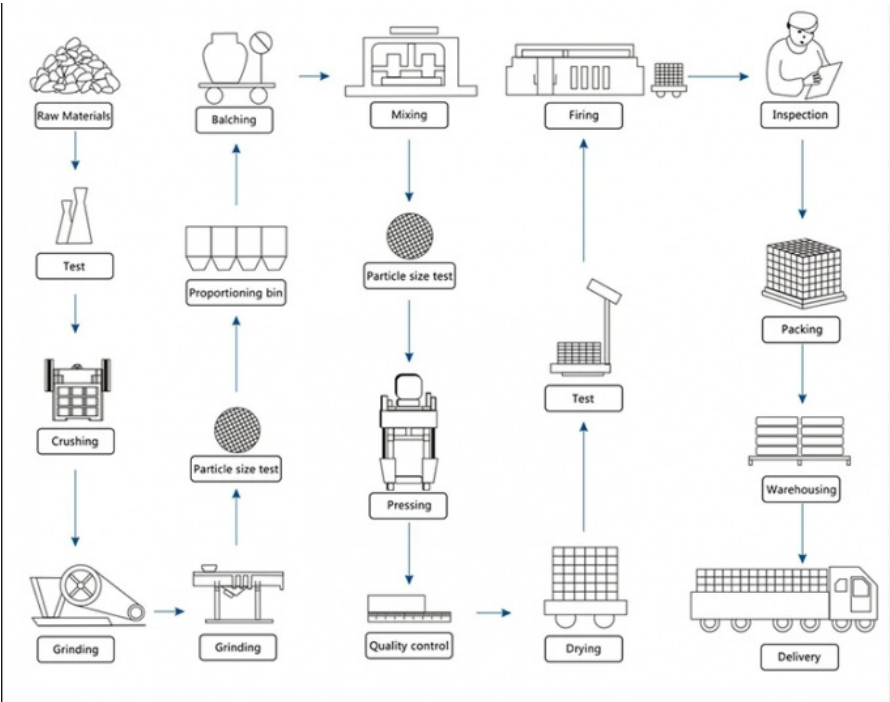 Raw Materials
Test
Crushing
Grinding
Grinding
Particle size test
Proportioning bin
Balching
Mixing
Particle size test
Pressing
Quality control
Drying
Test
Firing
Inspection
Packing
Warehousing
Delivery